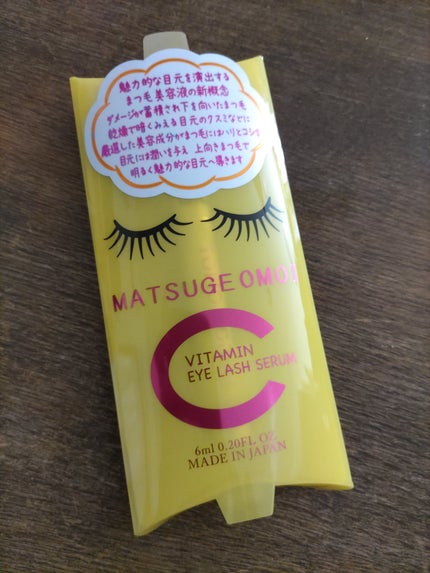 魅力的な目元を演出する
まつ毛美容液の新概念
ダメージが蓄積され下を向いたまつ毛
乾燥で暗くみえる目元のクスミなどに
厳選した美容成分がまつ毛にはハリとコシを
目元には潤いを与え 上向きまつ毛で
明るく魅力的な目元へ導きます
MATSUGE OMOI
C
VITAMIN
EYE LASH SERUM
6ml 0.20FL OZ
MADE IN JAPAN